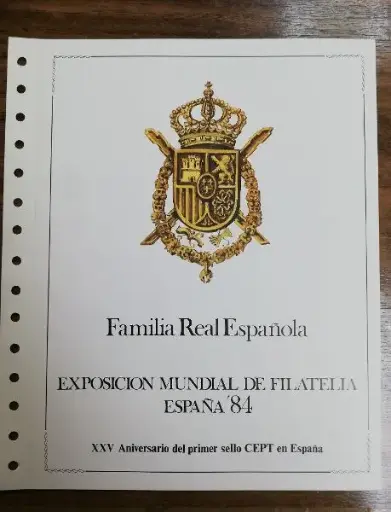 Familia Real Española
EXPOSICION MUNDIAL DE FILATELIA
ESPAÑA '84
XXV Aniversario del primer sello CEPT en España